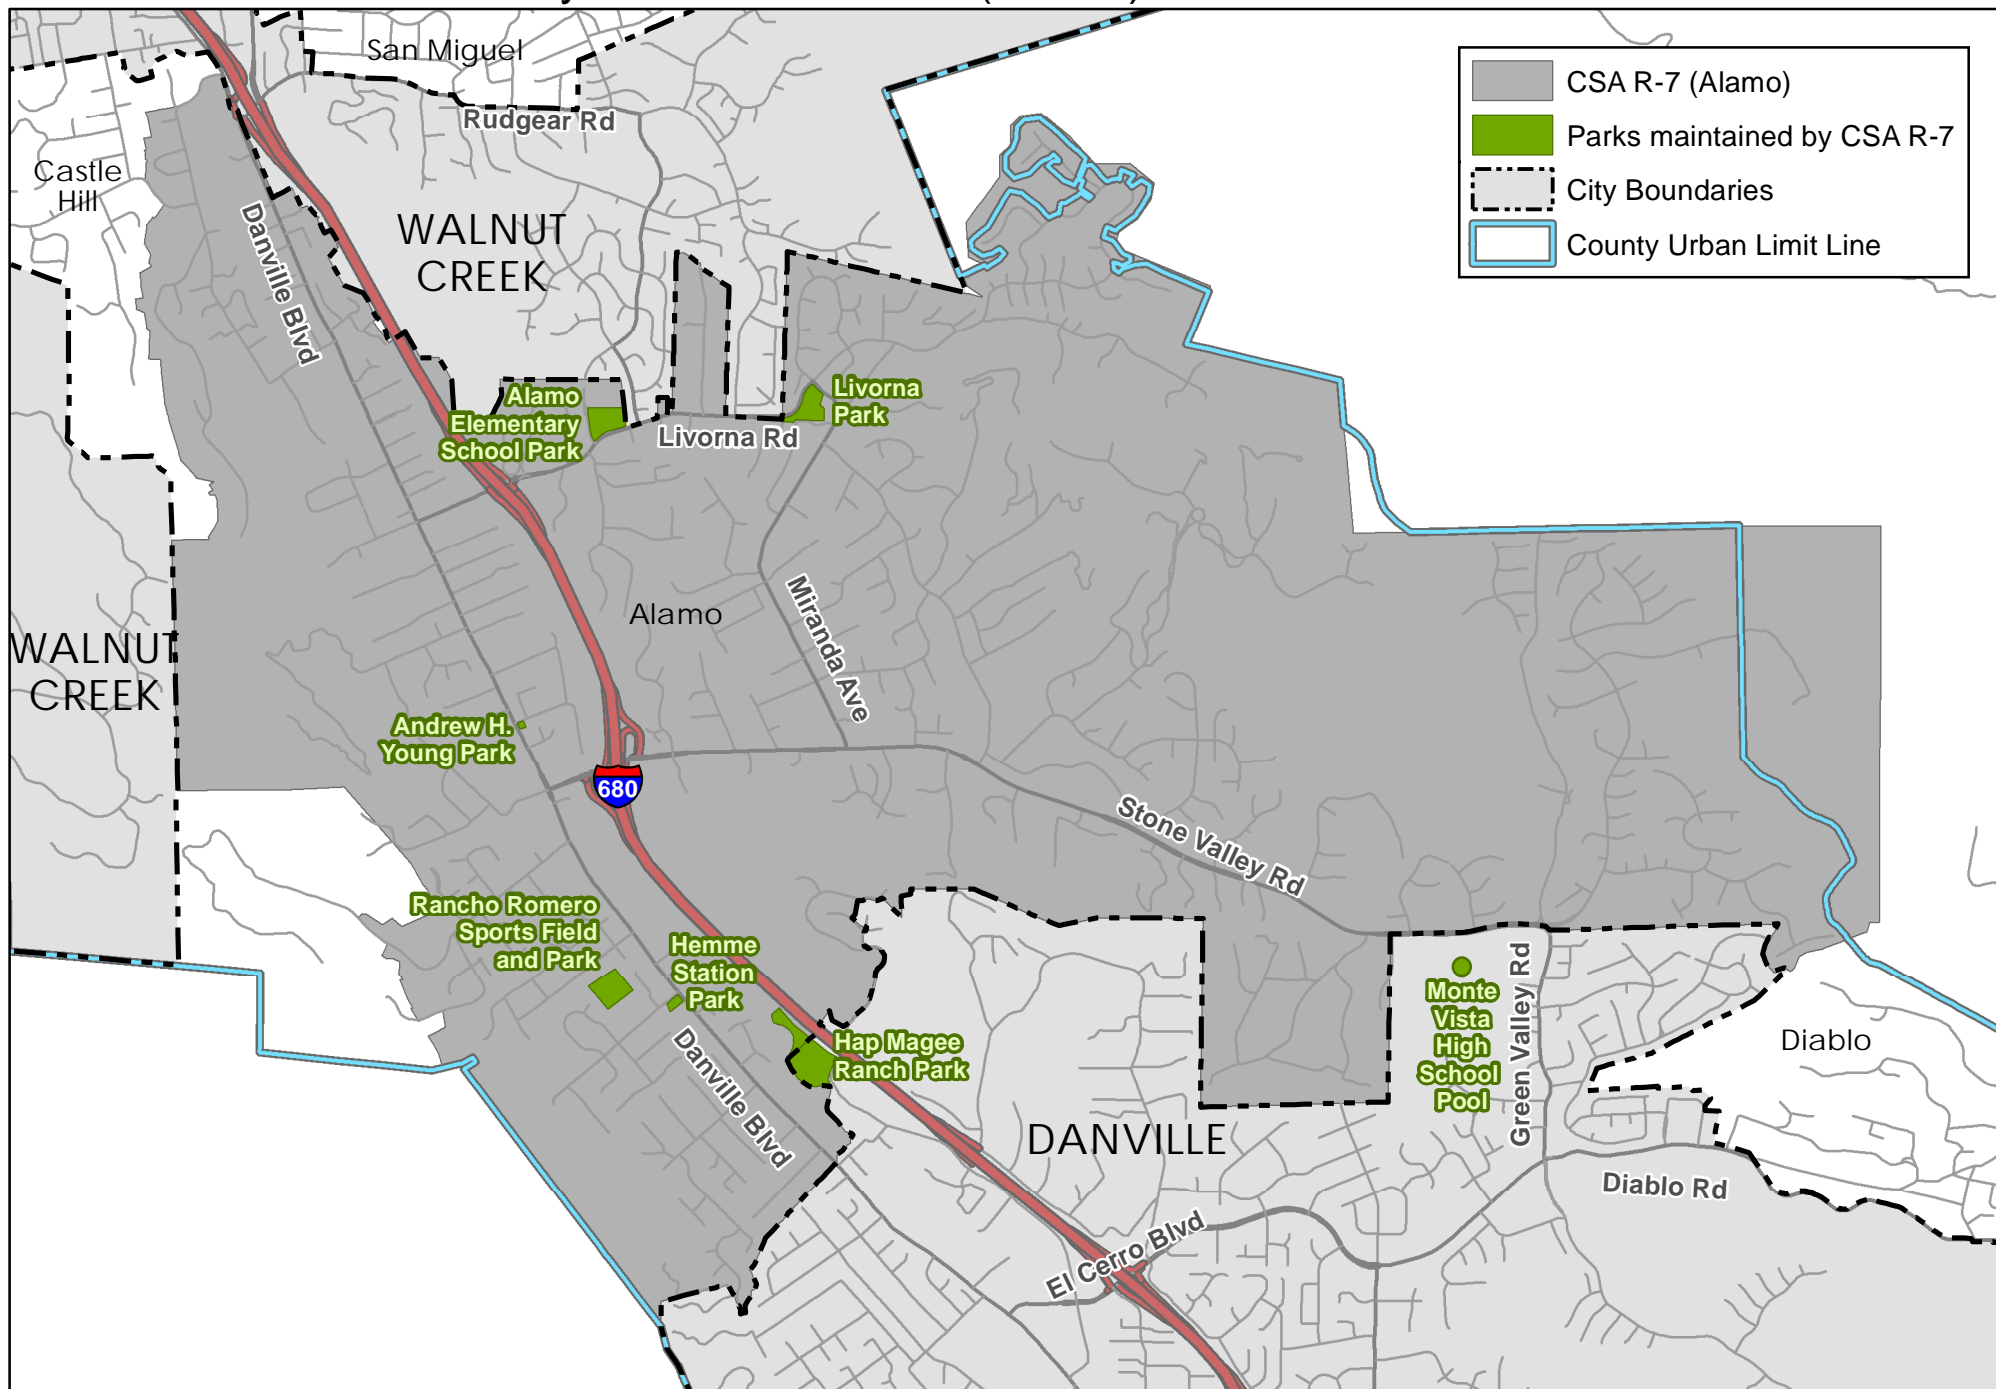 San Miguel
Rudgear Rd
Castle
Hill
WALNUT
CREEK
Danville Blvd
CSA R-7 (Alamo)
Parks maintained by CSA R-7
City Boundaries
County Urban Limit Line
Alamo
Elementary
School Park
Livorna Rd
Livorna
Park
Alamo
Miranda Ave
WALNUT
CREEK
Andrew H.
Young Park
680
Stone Valley Rd
Rancho Romero
Sports Field
and Park
Hemme
Station
Park
Hap Magee
Ranch Park
Danville Blvd
DANVILLE
Monte
Vista
High
School
Pool
Green Valley Rd
Diablo
Diablo Rd
El Cerro Blvd